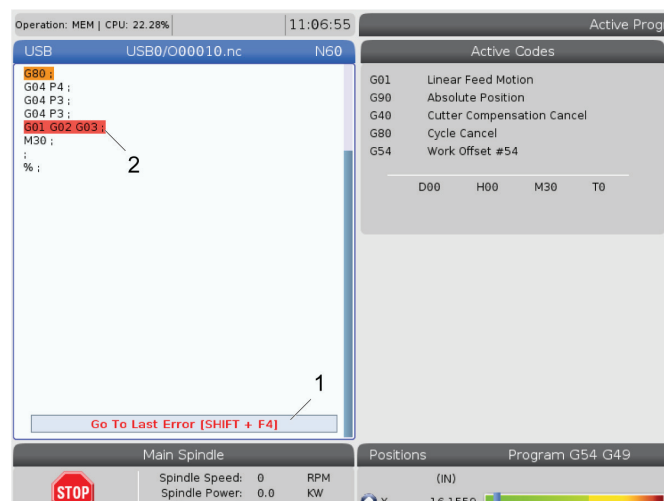 Operation: MEM | CPU: 22.28%
11:06:55
Active Prog
USB USB0/O00010.nc N60
G80 ;
G04 P4 ;
G04 P3 ;
G04 P3 ;
G01 G02 G03 ;
M30 ;
;
% ;
2
1
Go To Last Error [SHIFT + F4]
Active Codes
G01 Linear Feed Motion
G90 Absolute Position
G40 Cutter Compensation Cancel
G80 Cycle Cancel
G54 Work Offset #54
D00 H00 M30 T0
Main Spindle
STOP
Spindle Speed: 0 RPM
Spindle Power: 0.0 KW
Positions Program G54 G49
(IN)
X 16.1550